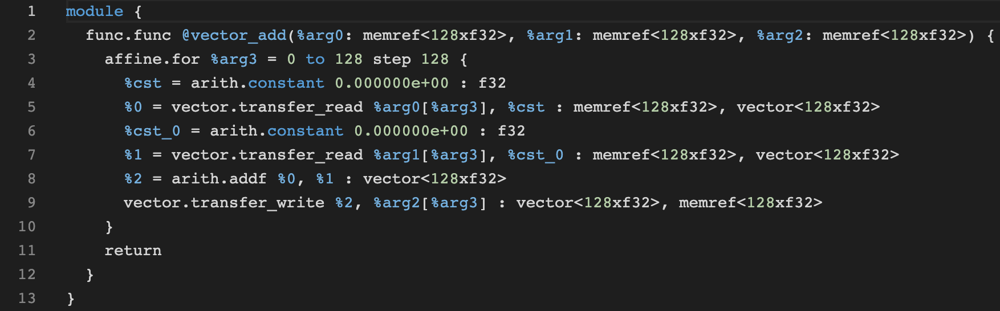 1 module {
2 func.func @vector_add(%arg0: memref<128xf32>, %arg1: memref<128xf32>, %arg2: memref<128xf32>) {
3 affine.for %arg3 = 0 to 128 step 128 {
4 %cst = arith.constant 0.000000e+00 : f32
5 %0 = vector.transfer_read %arg0[%arg3], %cst : memref<128xf32>, vector<128xf32>
6 %cst_0 = arith.constant 0.000000e+00 : f32
7 %1 = vector.transfer_read %arg1[%arg3], %cst_0 : memref<128xf32>, vector<128xf32>
8 %2 = arith.addf %0, %1 : vector<128xf32>
9 vector.transfer_write %2, %arg2[%arg3] : vector<128xf32>, memref<128xf32>
10 }
11 return
12 }
13 }